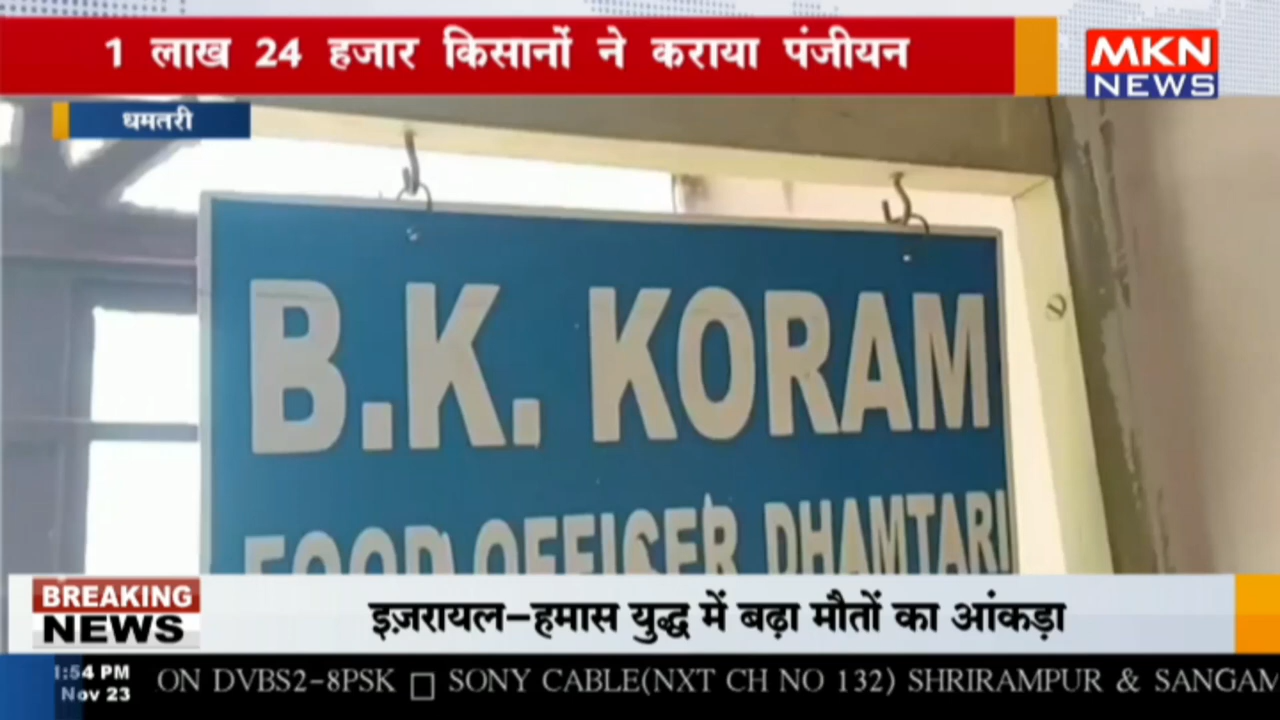 1 लाख 24 हजार किसानों ने कराया पंजीयन
MKN
NEWS
धमतरी
B.K. KORAM
FOOD OFFICER DHAMTARI
BREAKING
NEWS
इज़रायल-हमास युद्ध में बढ़ा मौतों का आंकड़ा
1:54 PM
Nov 23
ON DVBS2-8PSK □ SONY CABLE(NXT CH NO 132) SHRIRAMPUR & SANGAM